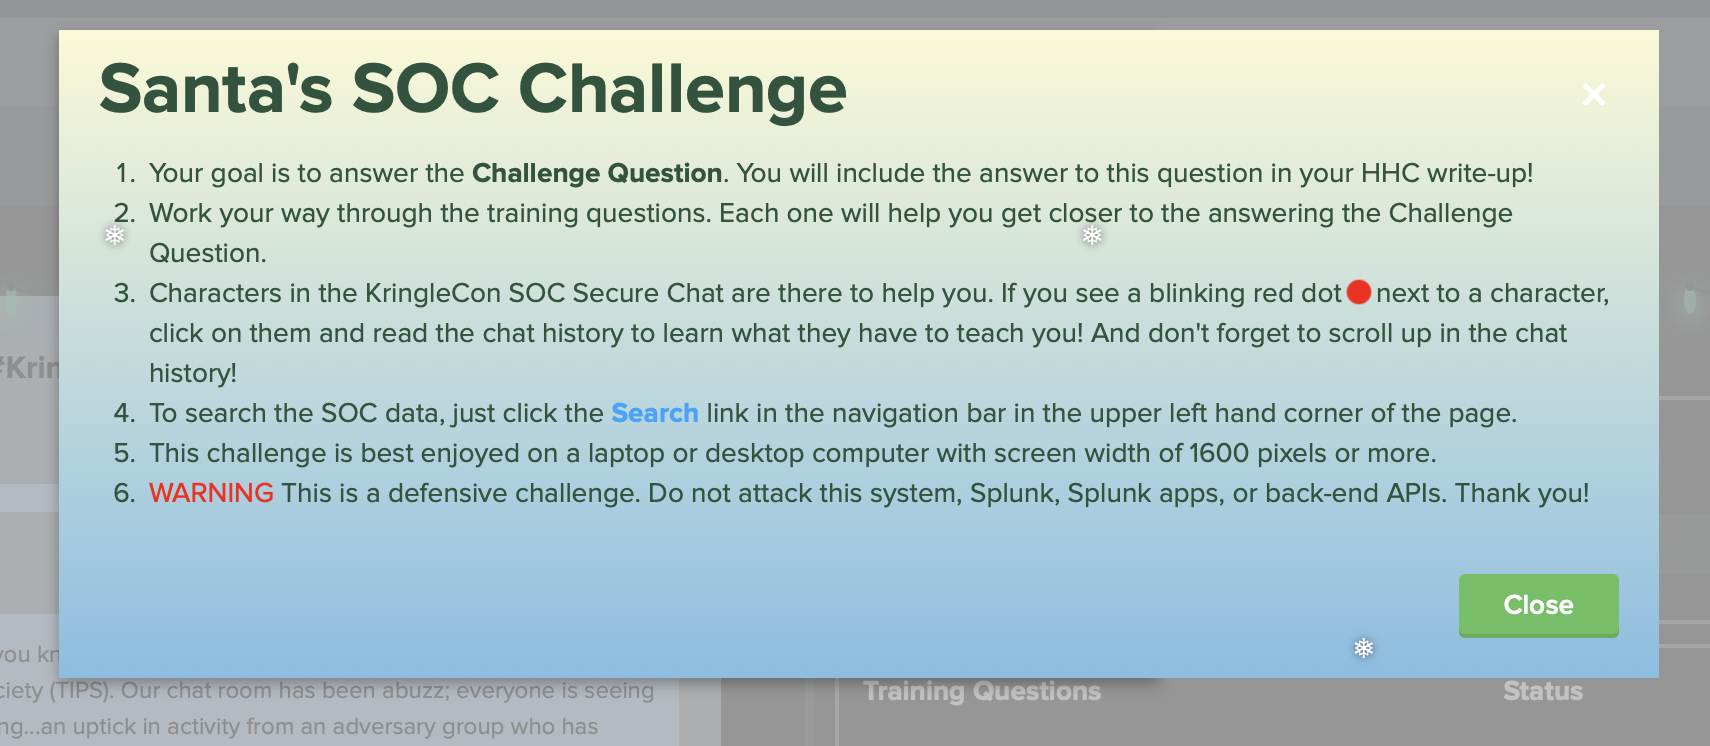 Santa's SOC Challenge
×
1. Your goal is to answer the Challenge Question. You will include the answer to this question in your HHC write-up!
2. Work your way through the training questions. Each one will help you get closer to the answering the Challenge
Question.
3. Characters in the KringleCon SOC Secure Chat are there to help you. If you see a blinking red dot next to a character,
click on them and read the chat history to learn what they have to teach you! And don't forget to scroll up in the chat
history!
#Krin
4. To search the SOC data, just click the Search link in the navigation bar in the upper left hand corner of the page.
5. This challenge is best enjoyed on a laptop or desktop computer with screen width of 1600 pixels or more.
6. WARNING This is a defensive challenge. Do not attack this system, Splunk, Splunk apps, or back-end APIs. Thank you!
Close
you kn
ciety (TIPS). Our chat room has been abuzz; everyone is seeing
ng...an uptick in activity from an adversary group who has
Training Questions Status